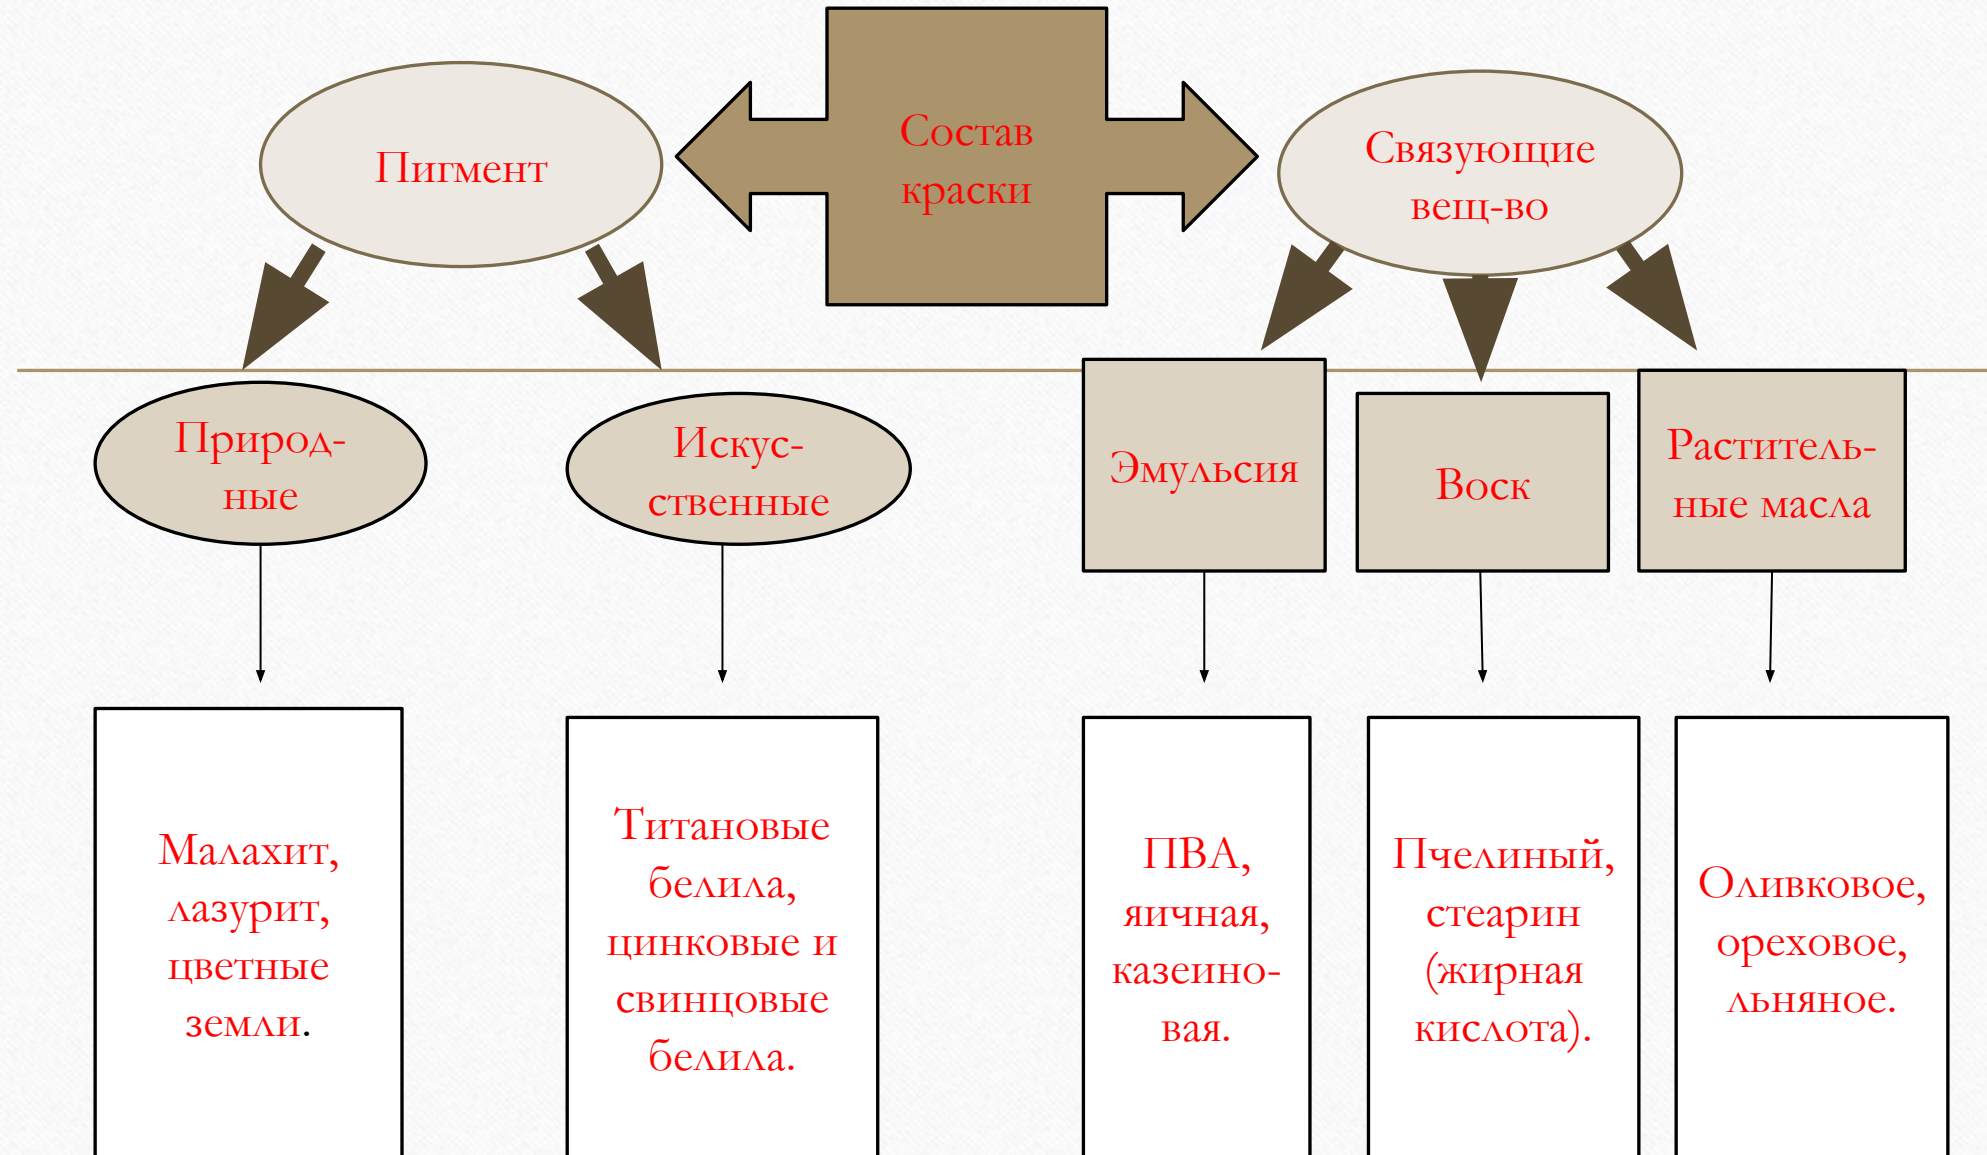 Состав
краски
Пигмент
Связующие
вещ-во
Природ-
ные
Искус-
ственные
Эмульсия
Воск
Раститель-
ные масла
Малахит,
лазурит,
цветные
земли.
Титановые
белила,
цинковые и
свинцовые
белила.
ПВА,
яичная,
казеино-
вая.
Пчелиный,
стеарин
(жирная
кислота).
Оливковое,
ореховое,
льняное.